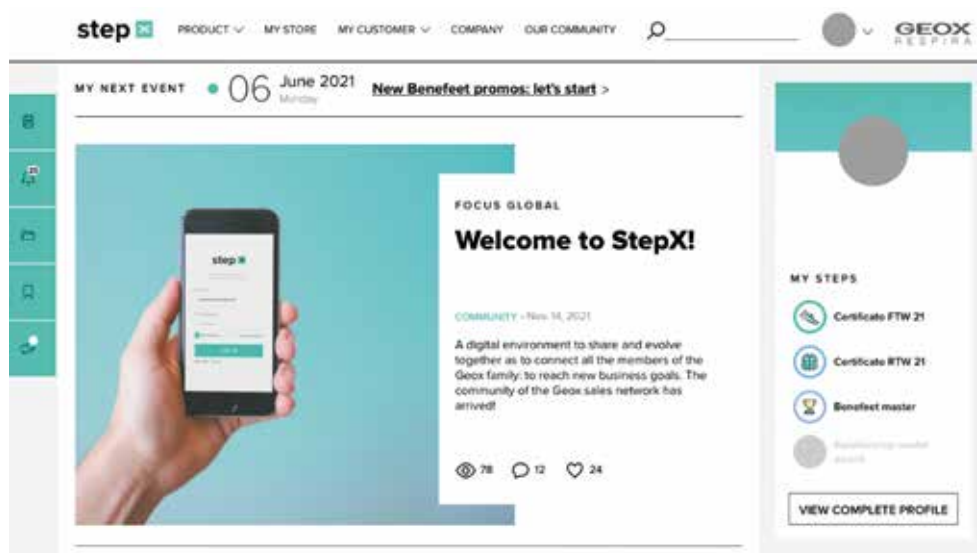 step X
PRODUCT
MY STORE
MY CUSTOMER
COMPANY
OUR COMMUNITY
GEOX
RESPIRA
MY NEXT EVENT
06
June 2021
Monday
New Benefeet promos: let's start >
step
FOCUS GLOBAL
Welcome to StepX!
COMMUNITY - Nov 14, 2021
A digital environment to share and evolve
together as to connect all the members of the
Geox family: to reach new business goals. The
community of the Geox sales network has
arrived!
78
12
24
MY STEPS
Certificato FTW 21
Certificato RTW 21
Benefeet master
VIEW COMPLETE PROFILE